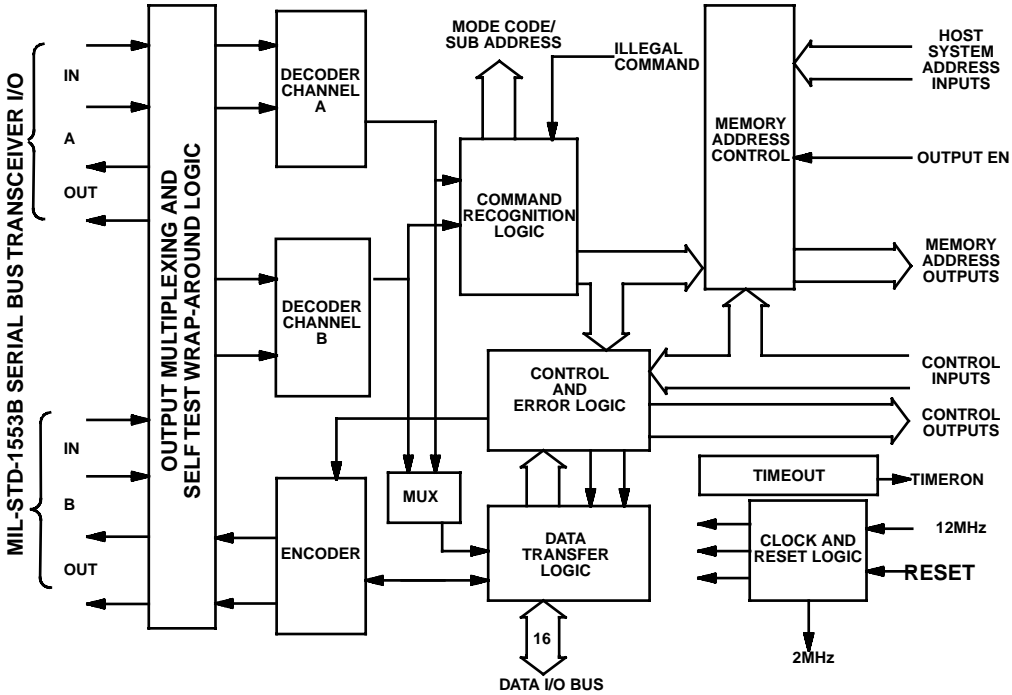 MIL-STD-1553B SERIAL BUS TRANSCEIVER I/O
IN
A
OUT
IN
B
OUT
OUTPUT MULTIPLEXING AND
SELF TEST WRAP-AROUND LOGIC
DECODER
CHANNEL
A
DECODER
CHANNEL
B
ENCODER
MUX
MODE CODE/
SUB ADDRESS
ILLEGAL
COMMAND
COMMAND
RECOGNITION
LOGIC
CONTROL
AND
ERROR LOGIC
DATA
TRANSFER
LOGIC
16
DATA I/O BUS
MEMORY
ADDRESS
CONTROL
HOST
SYSTEM
ADDRESS
INPUTS
OUTPUT EN
MEMORY
ADDRESS
OUTPUTS
CONTROL
INPUTS
CONTROL
OUTPUTS
TIMEOUT
TIMERON
CLOCK AND
RESET LOGIC
12MHz
RESET
2MHz